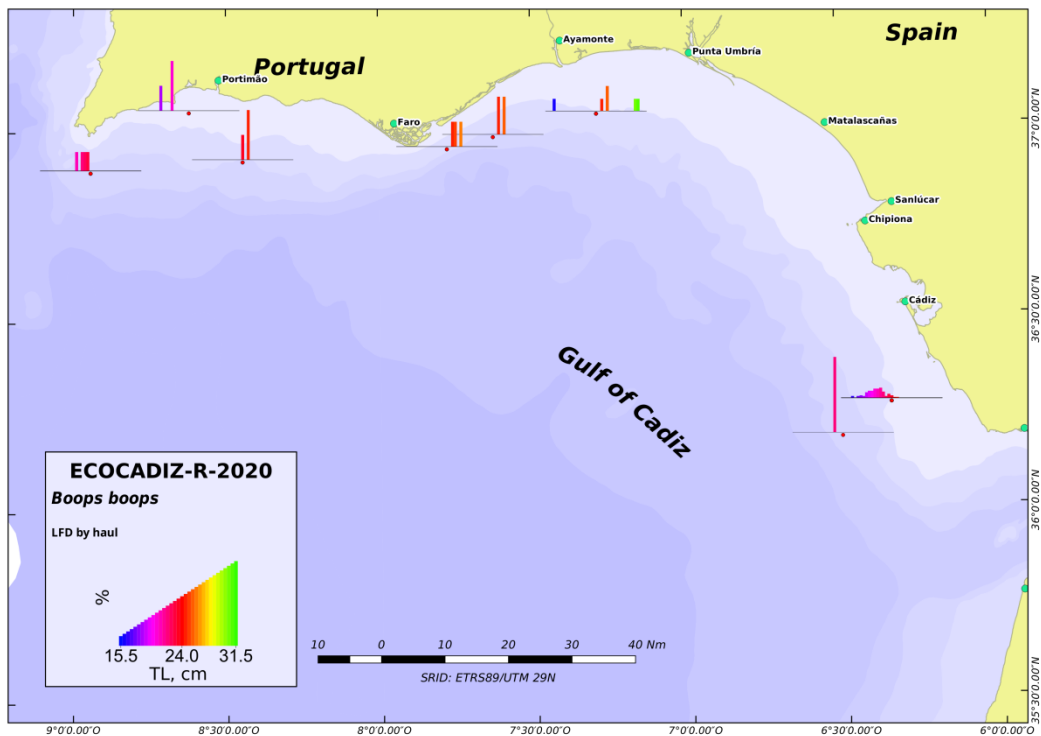 Spain
Portugal
Ayamonte
Punta Umbría
Portimão
Faro
Matalascañas
Sanlúcar
Chipiona
Cádiz
Gulf of Cadiz
37°0'0.00"N
36°30'0.00"N
36°0'0.00"N
35°30'0.00"N
ECOCADIZ-R-2020
Boops boops
LFD by haul
%
15.5 24.0 31.5
TL, cm
10 0 10 20 30 40 Nm
SRID: ETRS89/UTM 29N
9°0'0.00"O 8°30'0.00"O 8°0'0.00"O 7°30'0.00"O 7°0'0.00"O 6°30'0.00"O 6°0'0.00"O